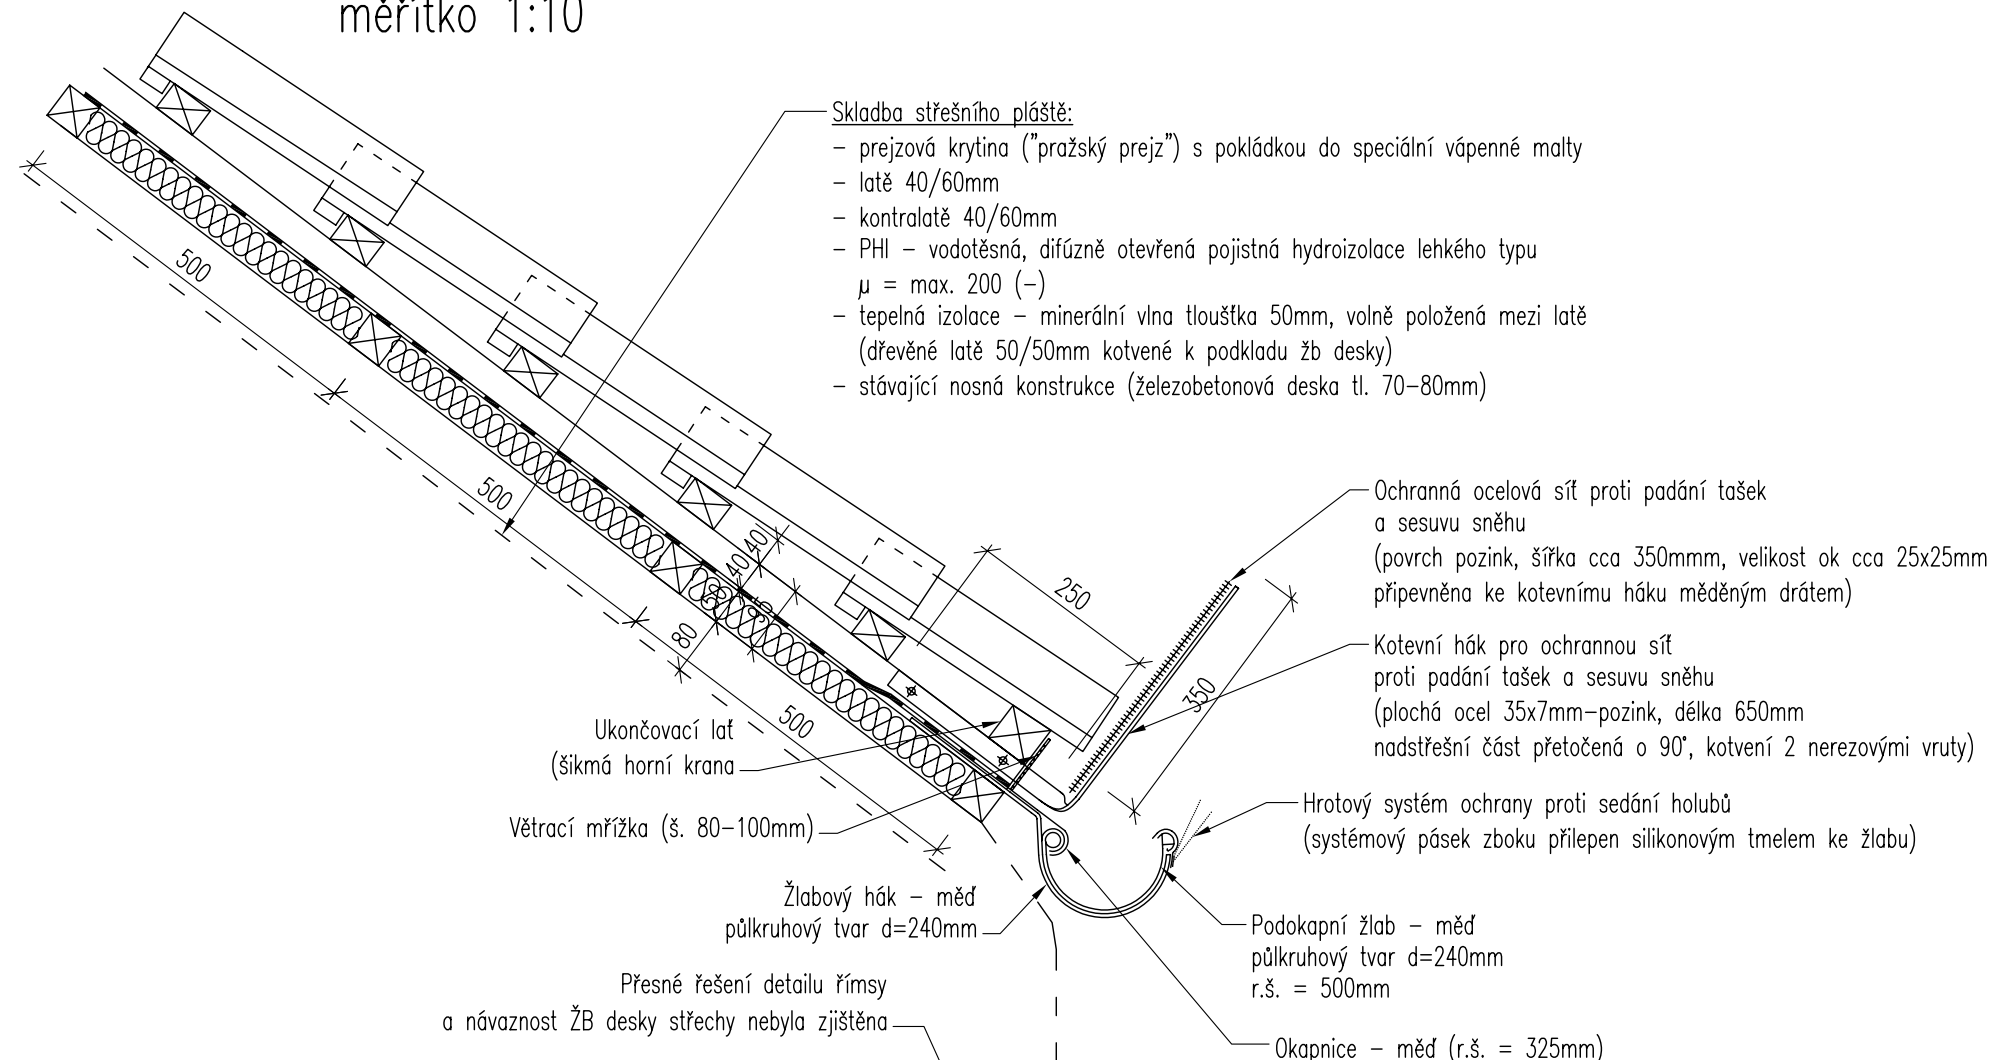 měřítko 1:10
Skladba střešního pláště:
- prejzová krytina ("pražský prejz") s pokládkou do speciální vápenné malty
- latě 40/60mm
- kontralatě 40/60mm
- PHI - vodotěsná, difúzně otevřená pojistná hydroizolace lehkého typu
µ = max. 200 (-)
- tepelná izolace - minerální vlna tloušťka 50mm, volně položená mezi latě
(dřevěné latě 50/50mm kotvené k podkladu žb desky)
- stávající nosná konstrukce (železobetonová deska tl. 70-80mm)
500
500
500
40
40
50
80
250
350
Ochranná ocelová síť proti padání tašek
a sesuvu sněhu
(povrch pozink, šířka cca 350mmm, velikost ok cca 25x25mm
připevněna ke kotevnímu háku měděným drátem)
Kotevní hák pro ochrannou síť
proti padání tašek a sesuvu sněhu
(plochá ocel 35x7mm-pozink, délka 650mm
nadstřešní část přetočená o 90°, kotvení 2 nerezovými vruty)
Ukončovací lať
(šikmá horní krana
Větrací mřížka (š. 80-100mm)
Hrotový systém ochrany proti sedání holubů
(systémový pásek zboku přilepen silikonovým tmelem ke žlabu)
Žlabový hák - měď
půlkruhový tvar d=240mm
Podokapní žlab - měď
půlkruhový tvar d=240mm
r.š. = 500mm
Přesné řešení detailu římsy
a návaznost ŽB desky střechy nebyla zjištěna
Okapnice - měď (r.š. = 325mm)